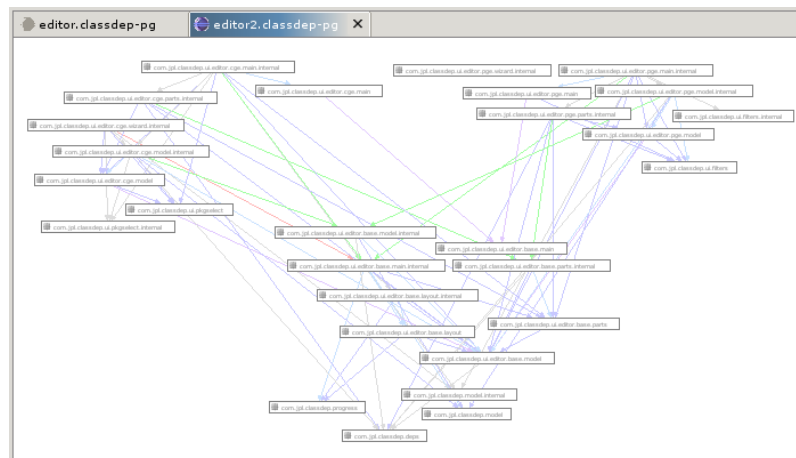 editor.classdep-pg
editor2.classdep-pg
com.jpl.classdep.ui.editor.cge.main.internal
com.jpl.classdep.ui.editor.pge.wizard.internal
com.jpl.classdep.ui.editor.pge.main.internal
com.jpl.classdep.ui.editor.cge.main
com.jpl.classdep.ui.editor.pge.main
com.jpl.classdep.ui.editor.pge.model.internal
com.jpl.classdep.ui.editor.cge.parts.internal
com.jpl.classdep.ui.editor.pge.parts.internal
com.jpl.classdep.ui.filters.internal
com.jpl.classdep.ui.editor.cge.wizard.internal
com.jpl.classdep.ui.editor.pge.model
com.jpl.classdep.ui.editor.cge.model.internal
com.jpl.classdep.ui.filters
com.jpl.classdep.ui.editor.cge.model
com.jpl.classdep.ui.pkgselect
com.jpl.classdep.ui.pkgselect.internal
com.jpl.classdep.ui.editor.base.model.internal
com.jpl.classdep.ui.editor.base.main
com.jpl.classdep.ui.editor.base.main.internal
com.jpl.classdep.ui.editor.base.parts.internal
com.jpl.classdep.ui.editor.base.layout.internal
com.jpl.classdep.ui.editor.base.parts
com.jpl.classdep.ui.editor.base.layout
com.jpl.classdep.ui.editor.base.model
com.jpl.classdep.model.internal
com.jpl.classdep.progress
com.jpl.classdep.model
com.jpl.classdep.deps